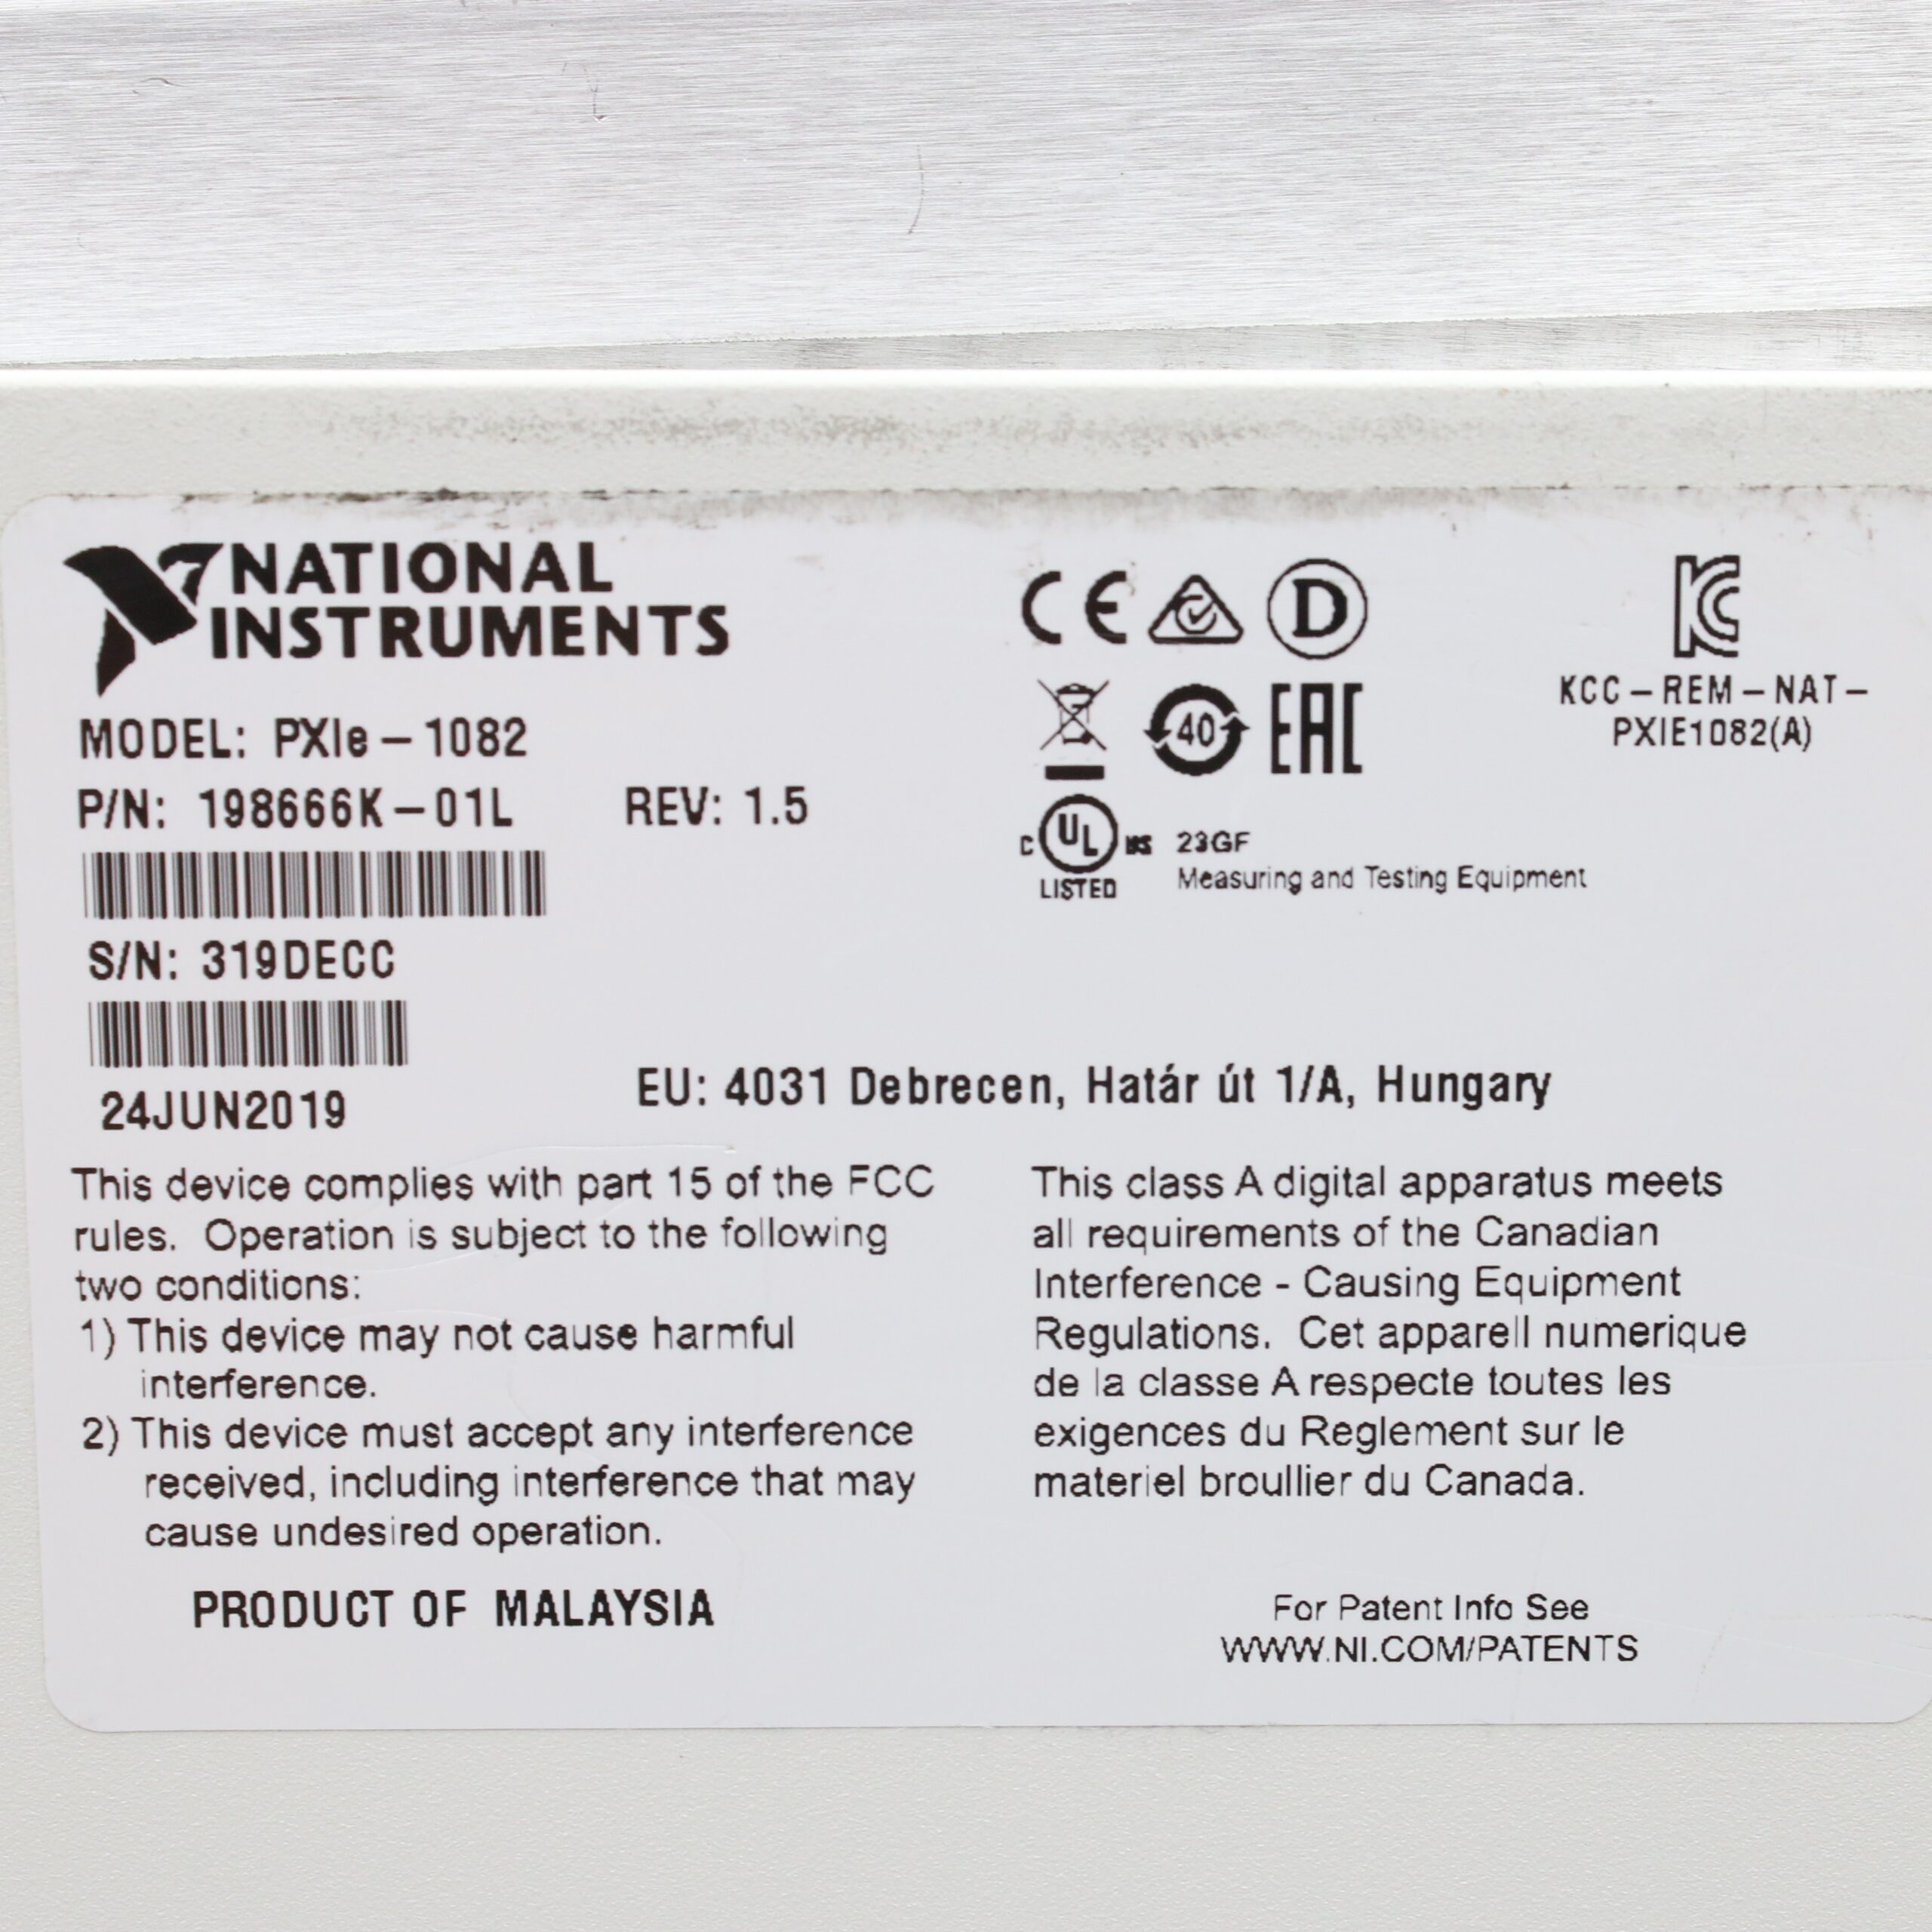 NATIONAL
INSTRUMENTS
MODEL: PXIe-1082
P/N: 198666K-01L REV: 1.5
S/N: 319DECC
24JUN2019
CE
D
40
EAC
C UL US
LISTED
23GF
Measuring and Testing Equipment
KC
KCC-REM-NAT-
PXIE1082(A)
EU: 4031 Debrecen, Határ út 1/A, Hungary
This device complies with part 15 of the FCC
rules. Operation is subject to the following
two conditions:
1) This device may not cause harmful
interference.
2) This device must accept any interference
received, including interference that may
cause undesired operation.
PRODUCT OF MALAYSIA
This class A digital apparatus meets
all requirements of the Canadian
Interference - Causing Equipment
Regulations. Cet apparell numerique
de la classe A respecte toutes les
exigences du Reglement sur le
materiel broullier du Canada.
For Patent Info See
WWW.NI.COM/PATENTS